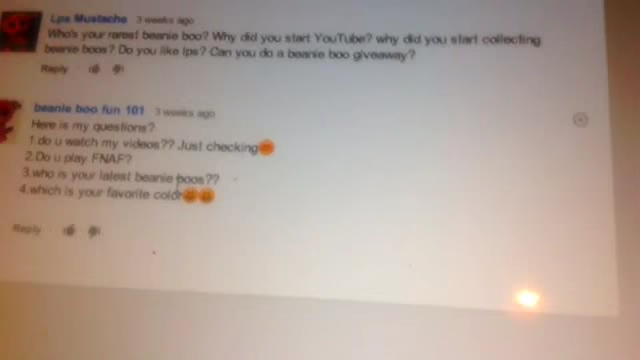 Lps Mustache 3 weeks ago
Who's your rarest beanie boo? Why did you start YouTube? why did you start collecting
beanie boos? Do you like lps? Can you do a beanie boo giveaway?
Reply
beanie boo fun 101 3 weeks ago
Here is my questions?
1.do u watch my videos?? Just checking
2.Do u play FNAF?
3.who is your latest beanie boos??
4.which is your favorite color
Reply